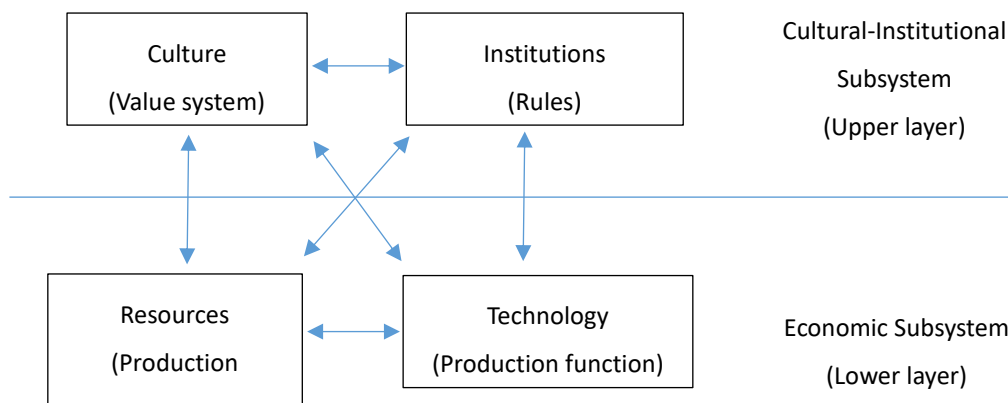 Culture
(Value system)
Institutions
(Rules)
Cultural-Institutional
Subsystem
(Upper layer)
Resources
(Production
Technology
(Production function)
Economic Subsystem
(Lower layer)